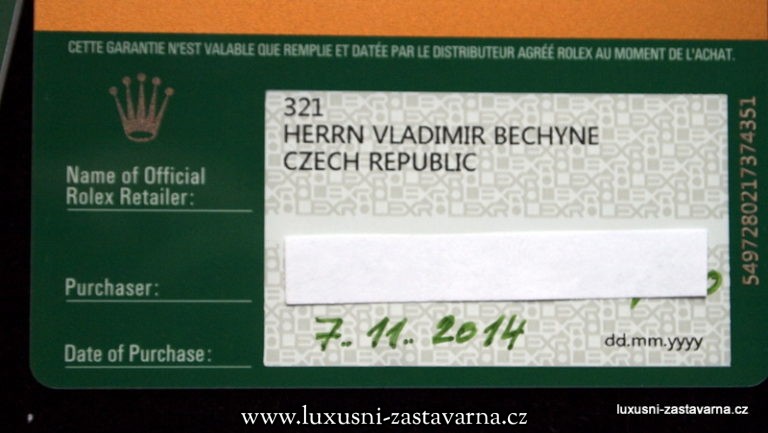 CETTE GARANTIE N'EST VALABLE QUE REMPLIE ET DATÉE PAR LE DISTRIBUTEUR AGRÉÉ ROLEX AU MOMENT DE L'ACHAT.
321
HERRN VLADIMIR BECHYNE
CZECH REPUBLIC
Name of Official
Rolex Retailer:
Purchaser:
7.. 11.. 2014
dd.mm.yyyy
Date of Purchase:
5497280217374351
www.luxusni-zastavarna.cz
luxusni-zastavarna.cz